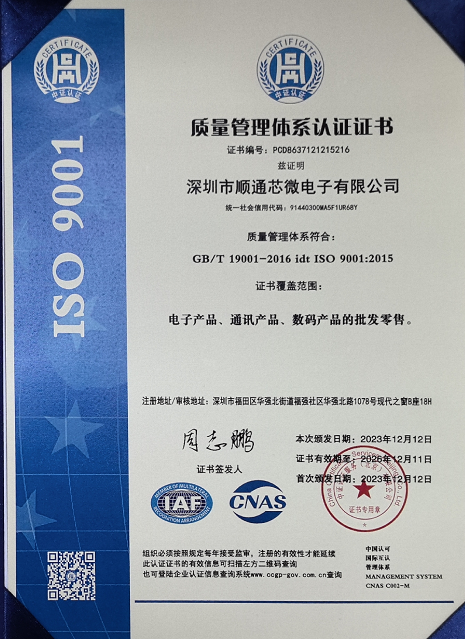 CERTIFICATE
中证认证
CERTIFICATE
中证认证
ISO 9001
质量管理体系认证证书
证书编号：PCDB637121215216
兹证明
深圳市顺通芯微电子有限公司
统一社会信用代码：91440300MA5F1UR68Y
质量管理体系符合：
GB/T 19001-2016 idt ISO 9001:2015
证书覆盖范围：
电子产品、通讯产品、数码产品的批发零售。
注册地址/审核地址：深圳市福田区华强北街道福强社区华强北路1078号现代之窗B座18H
周志鹏
证书签发人
本次颁发日期：2023年12月12日
证书有效期至：2026年12月11日
首次颁发日期：2023年12月12日
证书专用章
MEMBER OF MULTILATERAL
IAF
RECOGNITION ARRANGEMENT
CNAS
组织必须按照规定每年接受监审，注册的有效性才能延续
此认证证书的有效信息可扫描左方二维码查询
也可登陆企业认证信息查询系统www.ccgp-gov.com.cn查询
中国认可
国际互认
管理体系
MANAGEMENT SYSTEM
CNAS C002-M